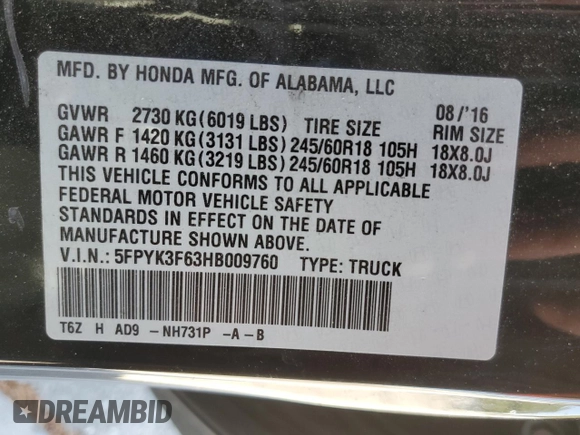 MFD. BY HONDA MFG. OF ALABAMA, LLC
08/'16
GVWR 2730 KG(6019 LBS) TIRE SIZE RIM SIZE
GAWR F 1420 KG(3131 LBS)245/60R18 105H 18X8.0J
GAWR R 1460 KG(3219 LBS)245/60R18 105H 18X8.0J
THIS VEHICLE CONFORMS TO ALL APPLICABLE
FEDERAL MOTOR VEHICLE SAFETY
STANDARDS IN EFFECT ON THE DATE OF
MANUFACTURE SHOWN ABOVE.
V.I.N.: 5FPYK3F63HB009760 TYPE: TRUCK
T6Z H AD9 -NH731P -A-B
DREAMBID